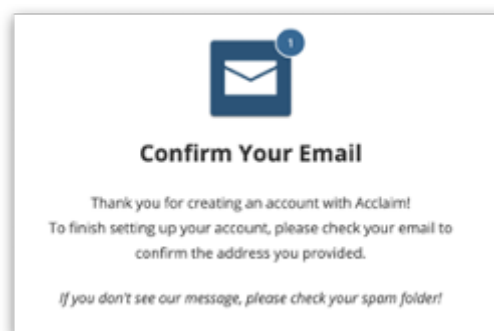 1
Confirm Your Email
Thank you for creating an account with Acclaim!
To finish setting up your account, please check your email to
confirm the address you provided.
If you don't see our message, please check your spam folder!